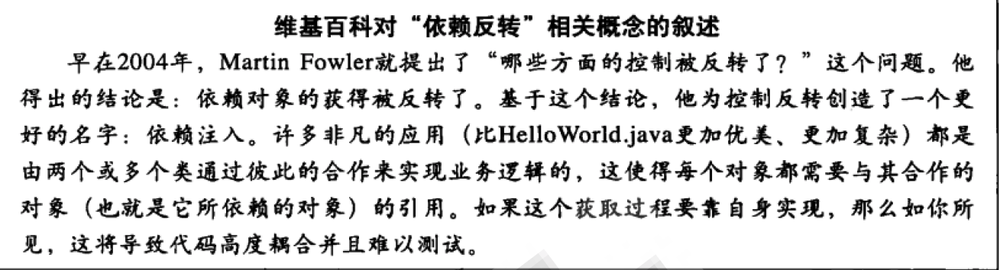 维基百科对“依赖反转”相关概念的叙述
早在2004年，Martin Fowler就提出了“哪些方面的控制被反转了？”这个问题。他
得出的结论是：依赖对象的获得被反转了。基于这个结论，他为控制反转创造了一个更
好的名字：依赖注入。许多非凡的应用（比HelloWorld.java更加优美、更加复杂）都是
由两个或多个类通过彼此的合作来实现业务逻辑的，这使得每个对象都需要与其合作的
对象（也就是它所依赖的对象）的引用。如果这个获取过程要靠自身实现，那么如你所
见，这将导致代码高度耦合并且难以测试。